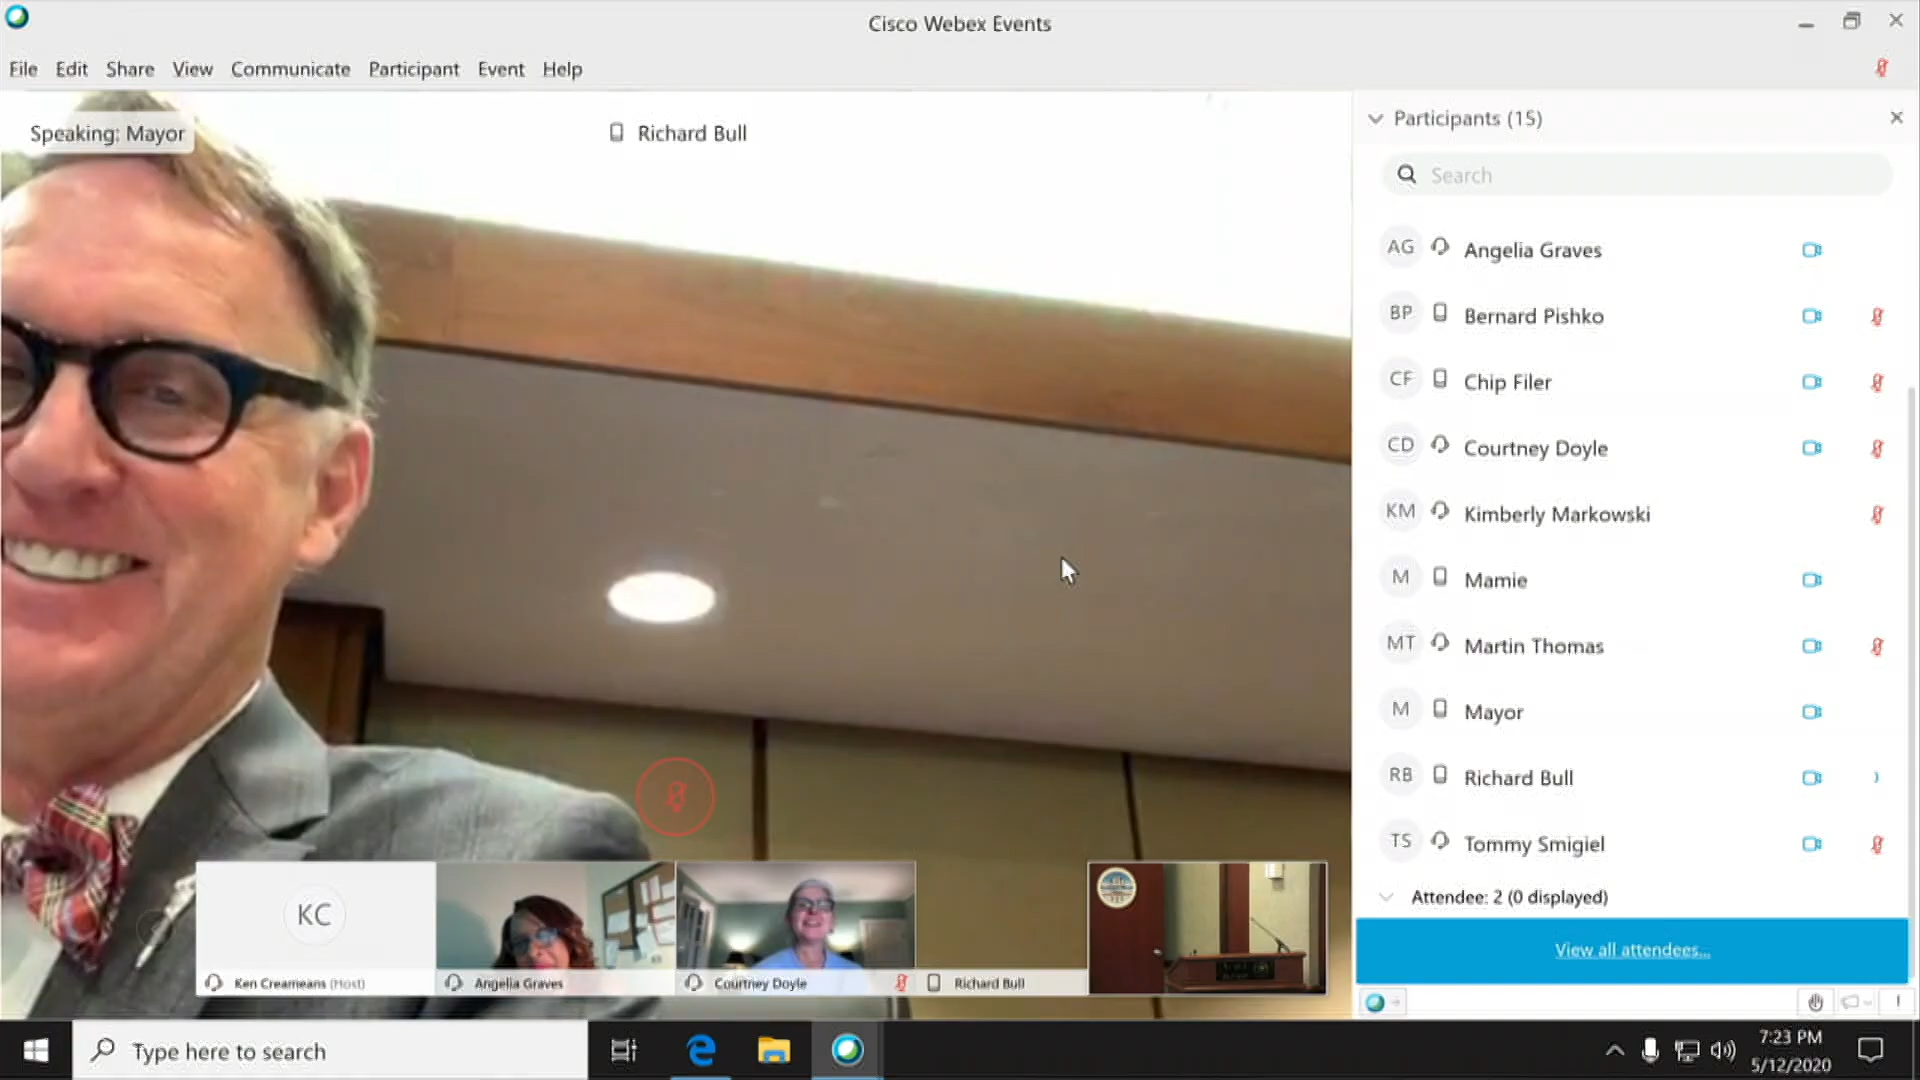 Cisco Webex Events
File Edit Share View Communicate Participant Event Help
Speaking: Mayor
Richard Bull
Participants (15)
Search
AG Angelia Graves
BP Bernard Pishko
CF Chip Filer
CD Courtney Doyle
KM Kimberly Markowski
M Mamie
MT Martin Thomas
M Mayor
RB Richard Bull
TS Tommy Smigiel
Attendee: 2 (0 displayed)
View all attendees...
KC
Ken Creameans (Host)
Angelia Graves
Courtney Doyle
Richard Bull
Type here to search
7:23 PM
5/12/2020